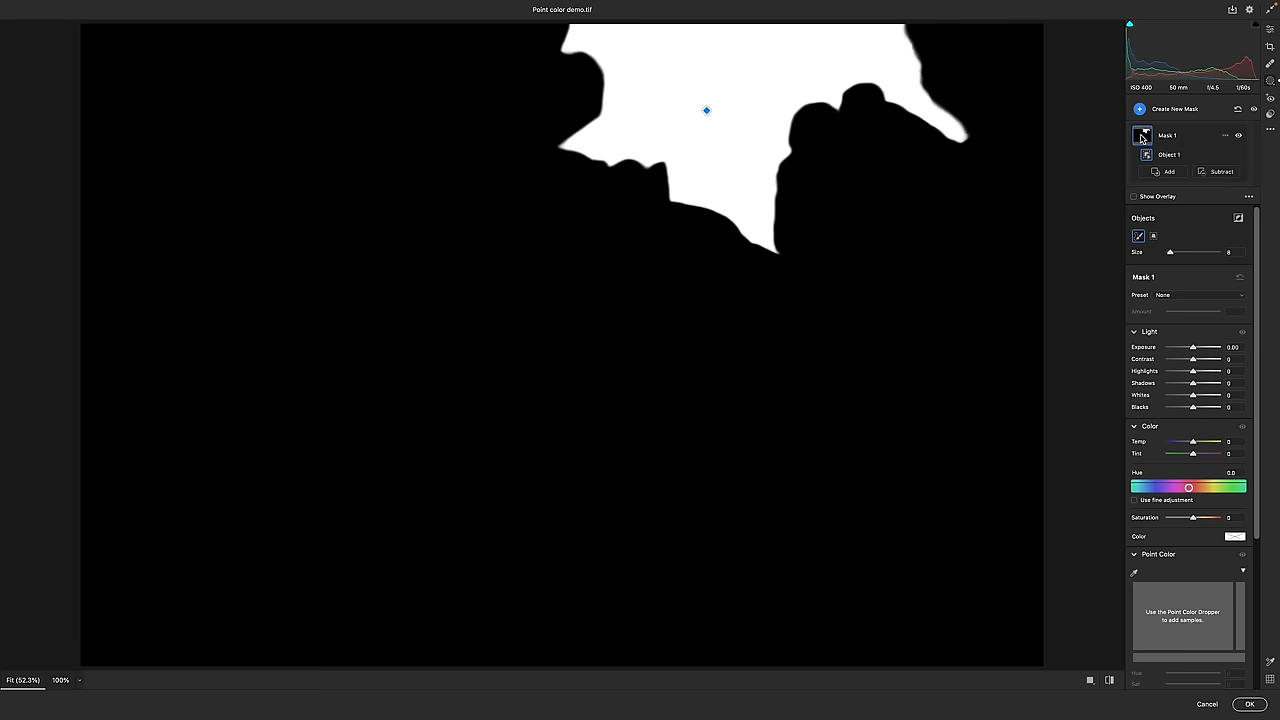 Point color demo.tif
ISO 400 50 mm f/4.5 1/60s
Create New Mask
Mask 1
Object 1
Add Subtract
Show Overlay
Objects
Size 8
Mask 1
Preset None
Amount
Light
Exposure 0.00
Contrast 0
Highlights 0
Shadows 0
Whites 0
Blacks 0
Color
Temp 0
Tint 0
Hue 0.0
Use fine adjustment
Saturation 0
Color
Point Color
Use the Point Color Dropper
to add samples.
Hue
Sat
Fit (52.3%) 100%
Cancel OK